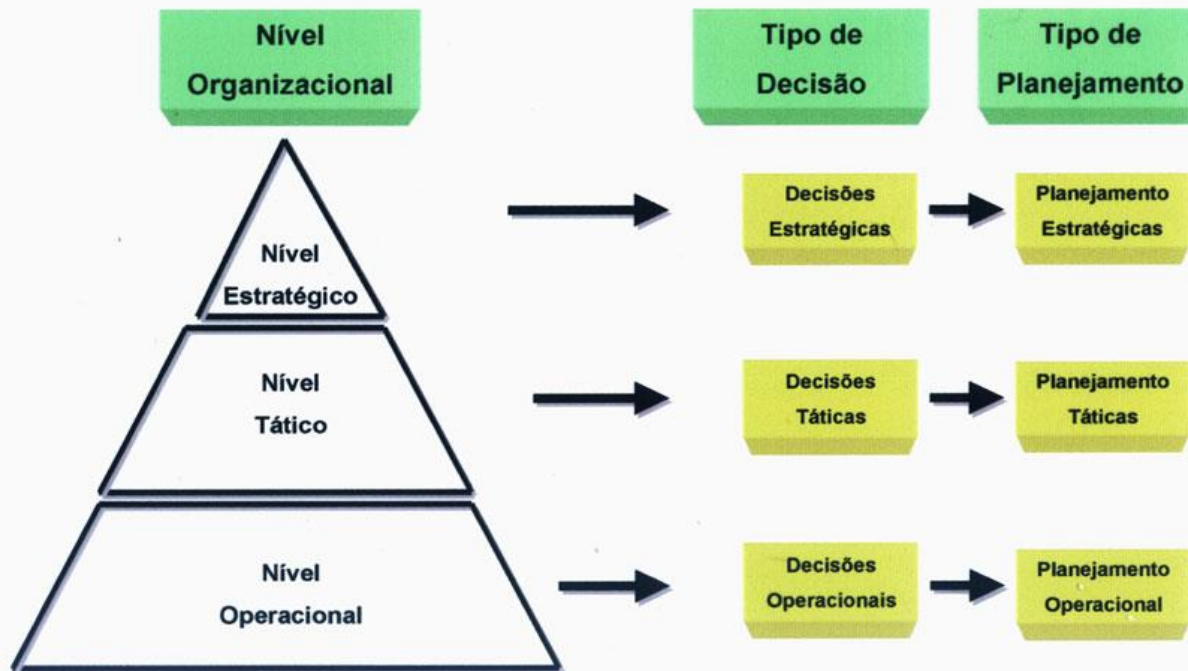 Nível
Organizacional
Tipo de
Decisão
Tipo de
Planejamento
Nível
Estratégico
Decisões
Estratégicas
Planejamento
Estratégicas
Nível
Tático
Decisões
Táticas
Planejamento
Táticas
Nível
Operacional
Decisões
Operacionais
Planejamento
Operacional